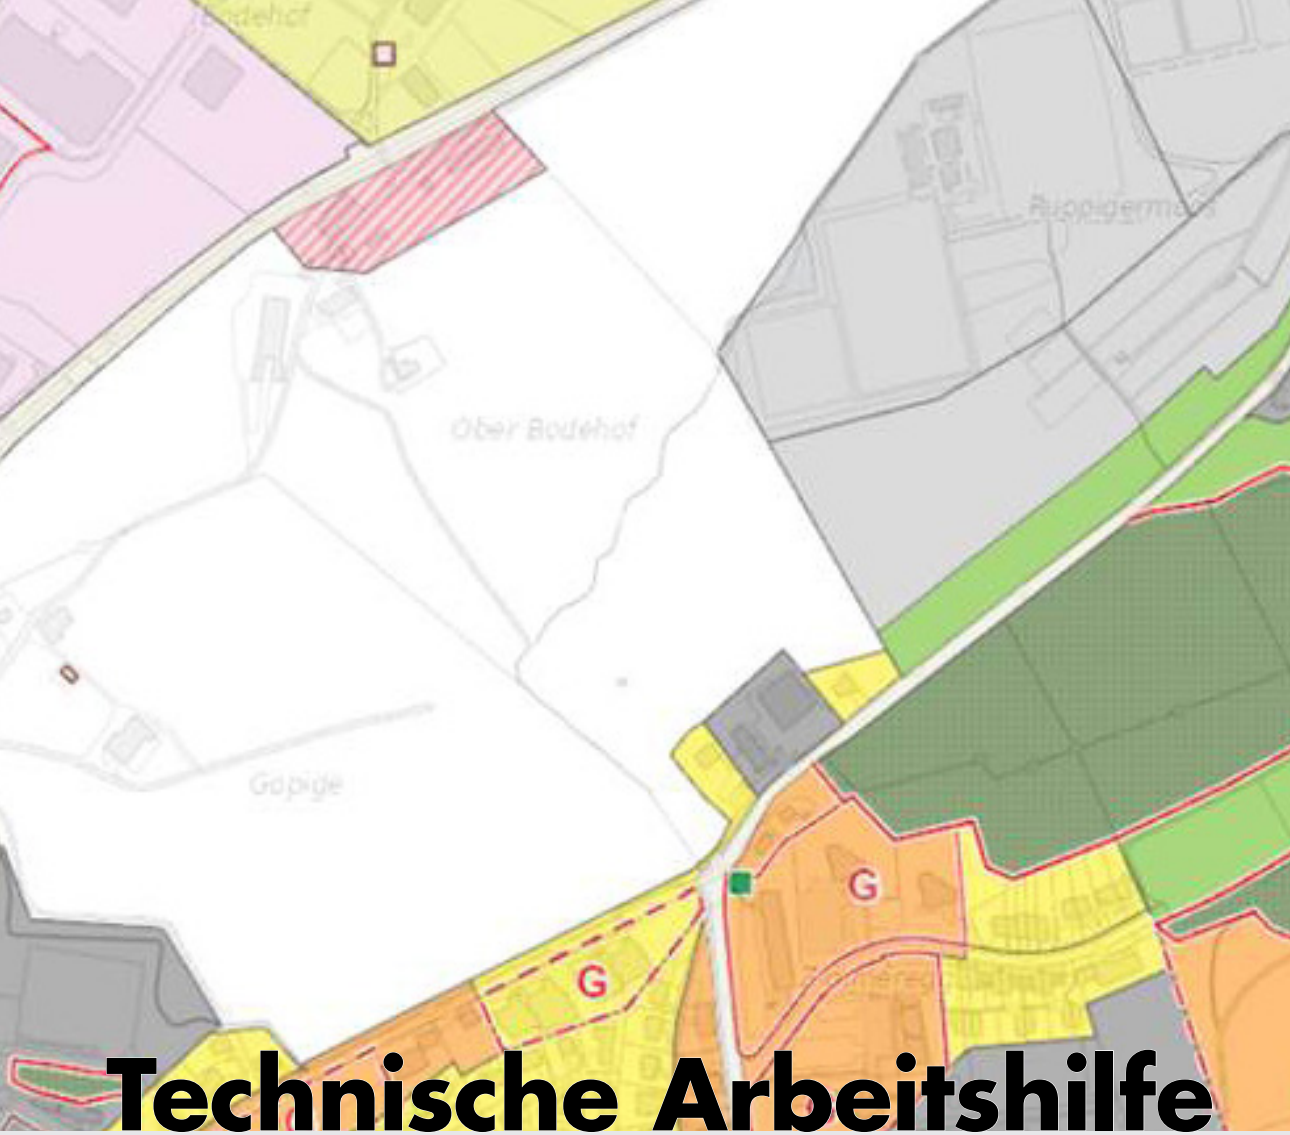 Bodehof
Ruppigermoos
Ober Bodehof
Gopige
G
G
Technische Arbeitshilfe